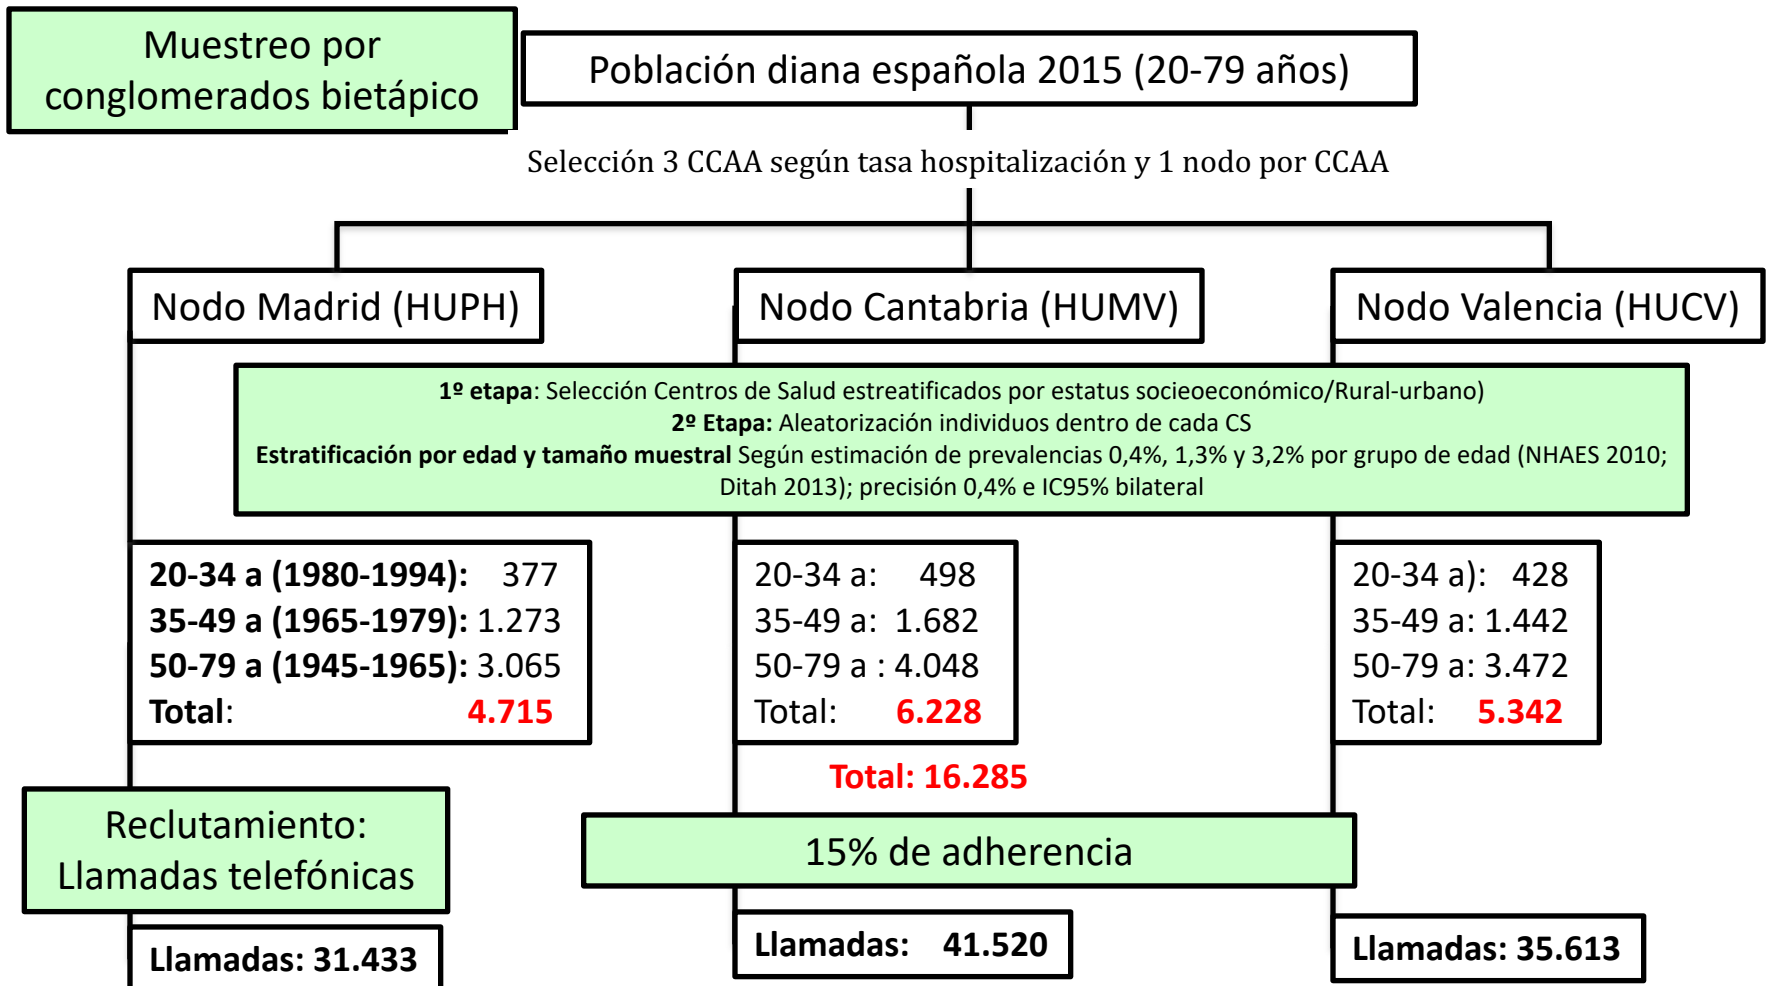 Muestreo por
conglomerados bietápico
Población diana española 2015 (20-79 años)
Selección 3 CCAA según tasa hospitalización y 1 nodo por CCAA
Nodo Madrid (HUPH)
Nodo Cantabria (HUMV)
Nodo Valencia (HUCV)
1º etapa: Selección Centros de Salud estreatificados por estatus socieoeconómico/Rural-urbano)
2º Etapa: Aleatorización individuos dentro de cada CS
Estratificación por edad y tamaño muestral Según estimación de prevalencias 0,4%, 1,3% y 3,2% por grupo de edad (NHAES 2010;
Ditah 2013); precisión 0,4% e IC95% bilateral
20-34 a (1980-1994): 377
35-49 a (1965-1979): 1.273
50-79 a (1945-1965): 3.065
Total: 4.715
20-34 a: 498
35-49 a: 1.682
50-79 a : 4.048
Total: 6.228
20-34 a): 428
35-49 a: 1.442
50-79 a: 3.472
Total: 5.342
Total: 16.285
Reclutamiento:
Llamadas telefónicas
15% de adherencia
Llamadas: 31.433
Llamadas: 41.520
Llamadas: 35.613